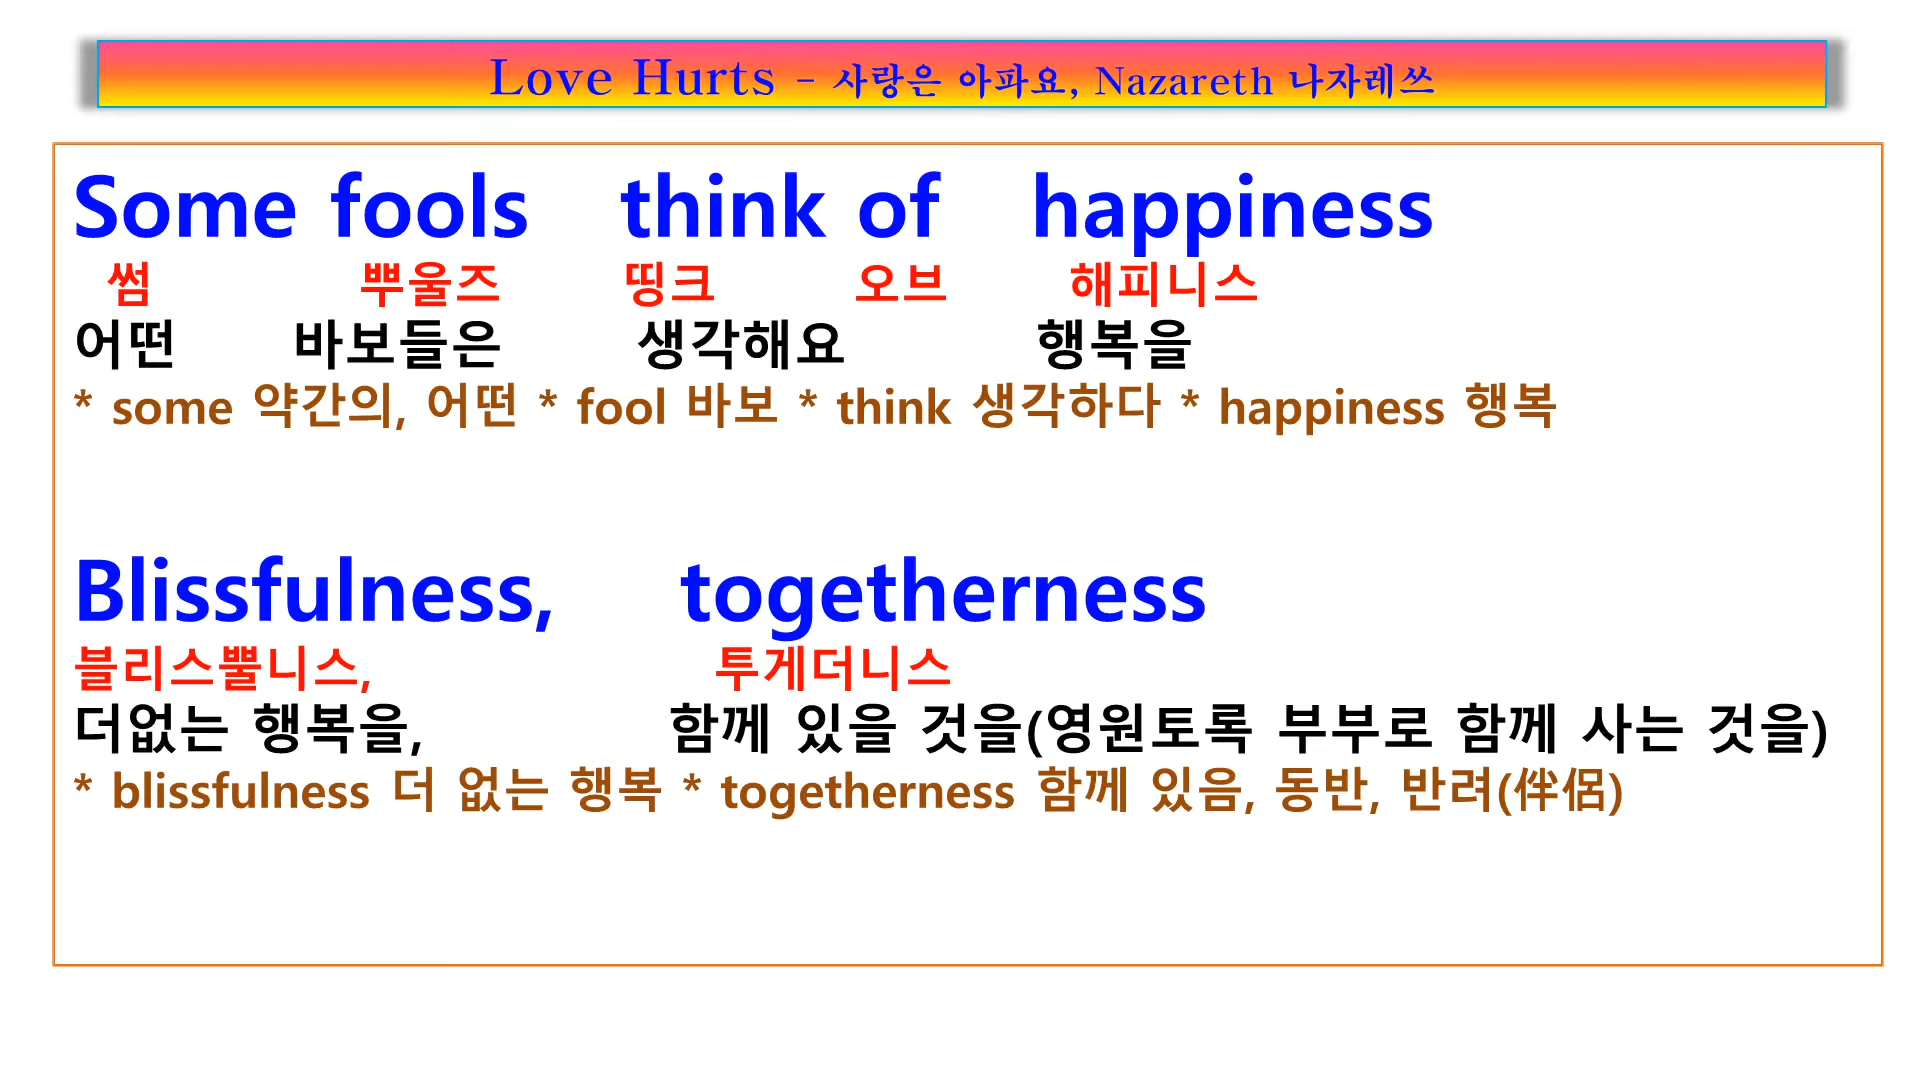 Love Hurts - 사랑은 아파요, Nazareth 나자레쓰
Some fools think of happiness
썸 뿌울즈 띵크 오브 해피니스
어떤 바보들은 생각해요 행복을
* some 약간의, 어떤 * fool 바보 * think 생각하다 * happiness 행복
Blissfulness, togetherness
블리스뿔니스, 투게더니스
더없는 행복을, 함께 있을 것을(영원토록 부부로 함께 사는 것을)
* blissfulness 더 없는 행복 * togetherness 함께 있음, 동반, 반려(伴侶)